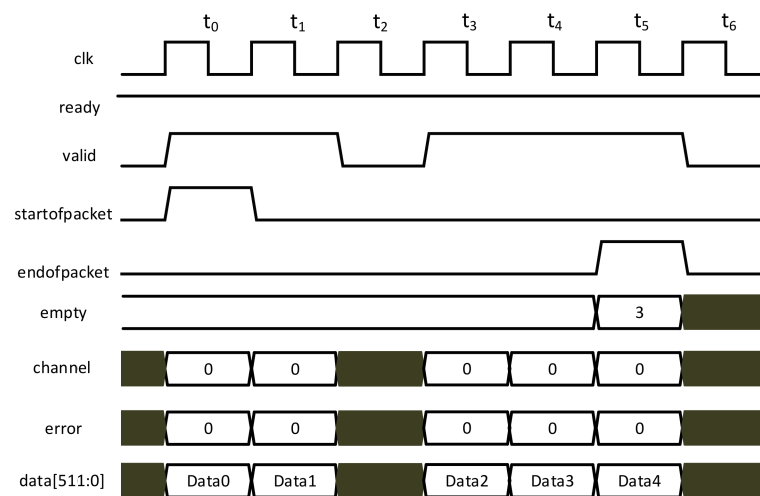 t0 t1 t2 t3 t4 t5 t6
clk
ready
valid
startofpacket
endofpacket
empty 3
channel 0 0 0 0 0
error 0 0 0 0 0
data[511:0] Data0 Data1 Data2 Data3 Data4